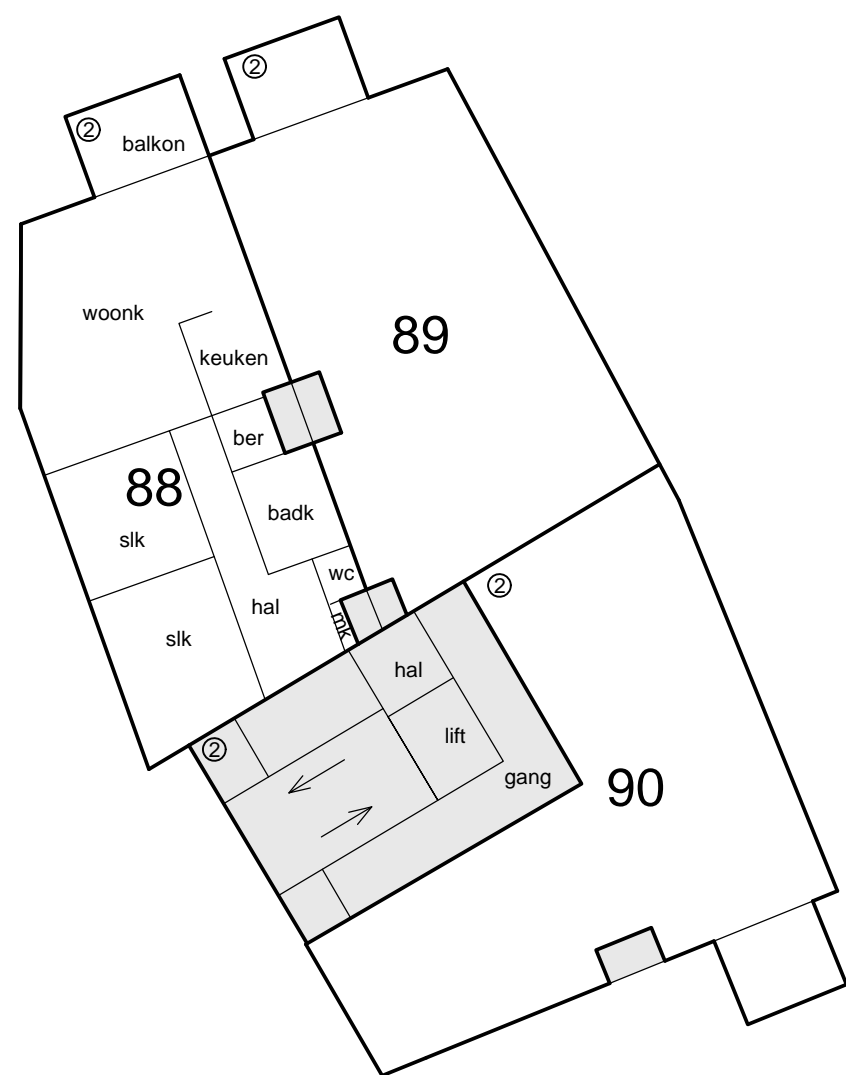 ②
②
balkon
woonk
89
keuken
ber
88
badk
slk
wc
②
hal
mk
slk
hal
②
lift
gang
90